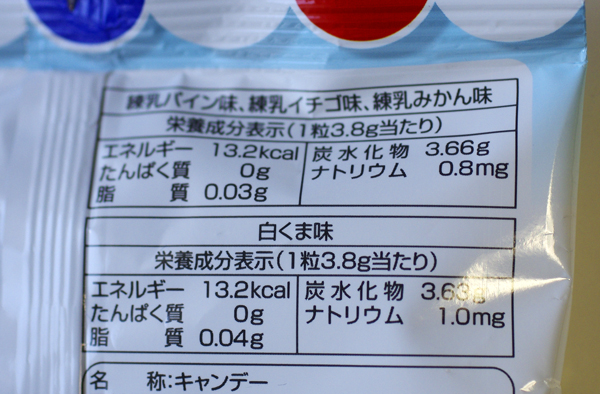 練乳パイン味、練乳イチゴ味、練乳みかん味
栄養成分表示(1粒3.8g当たり)
エネルギー 13.2kcal 炭水化物 3.66g
たんぱく質 0g ナトリウム 0.8mg
脂 質 0.03g
白くま味
栄養成分表示(1粒3.8g当たり)
エネルギー 13.2kcal 炭水化物
たんぱく質 0g ナトリウム 1.0mg
脂 質 0.04g
名 称:キャンデー